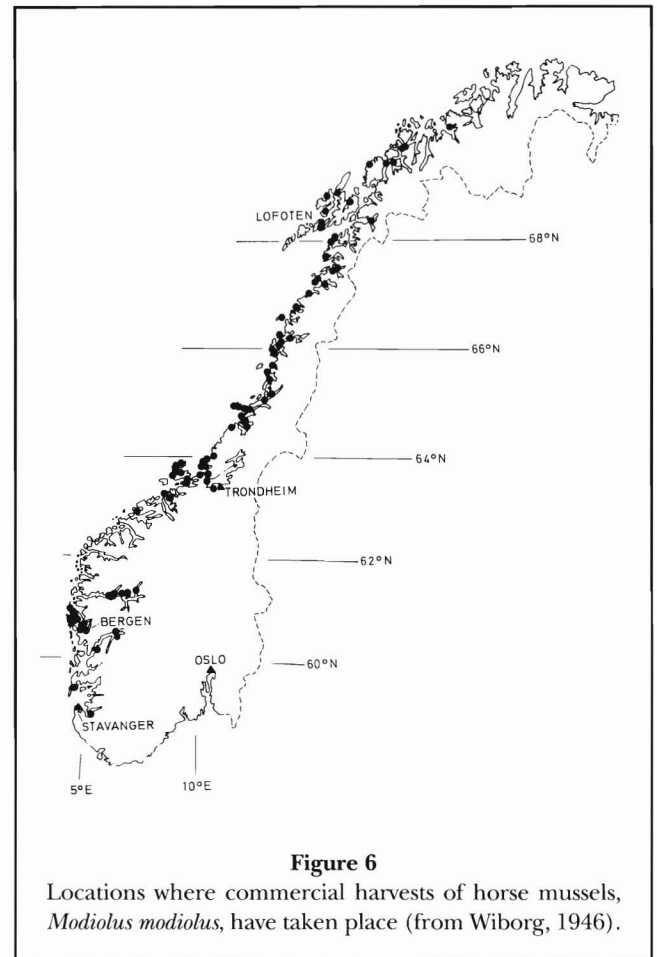 LOFOTEN
68°N
66°N
64°N
TRONDHEIM
62°N
BERGEN
OSLO
60°N
STAVANGER
5°E
10°E
Figure 6
Locations where commercial harvests of horse mussels,
Modiolus modiolus, have taken place (from Wiborg, 1946).